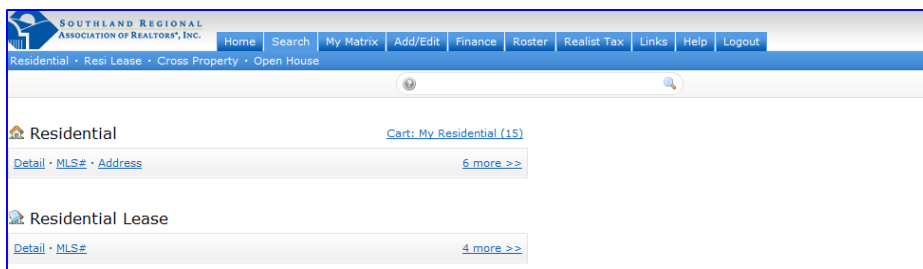 SOUTHLAND REGIONAL
ASSOCIATION OF REALTORS®, INC.
Home Search My Matrix Add/Edit Finance Roster Realist Tax Links Help Logout
Residential · Resi Lease · Cross Property · Open House
Residential Cart: My Residential (15)
Detail · MLS# · Address 6 more >>
Residential Lease
Detail · MLS# 4 more >>